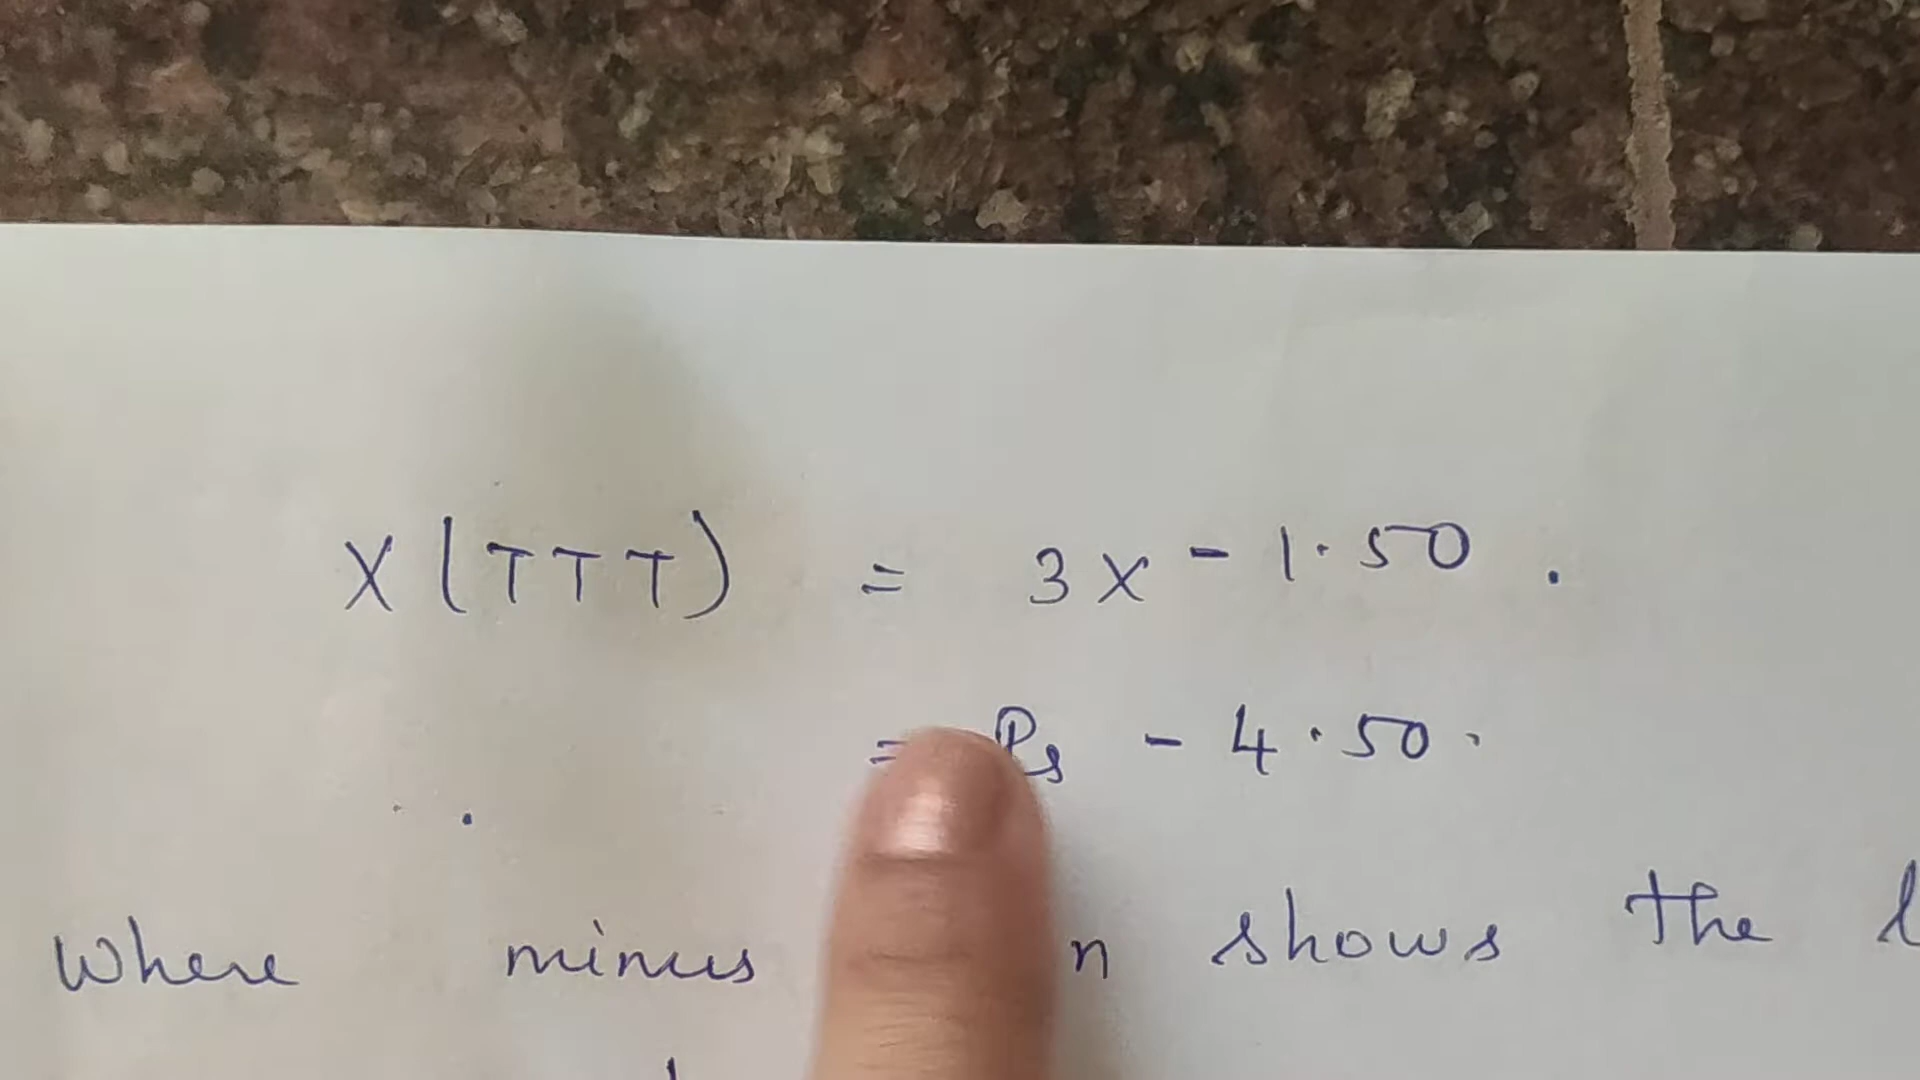 X(TTT) = 3x - 1.50.
= Rs - 4.50.
Where minus shows the